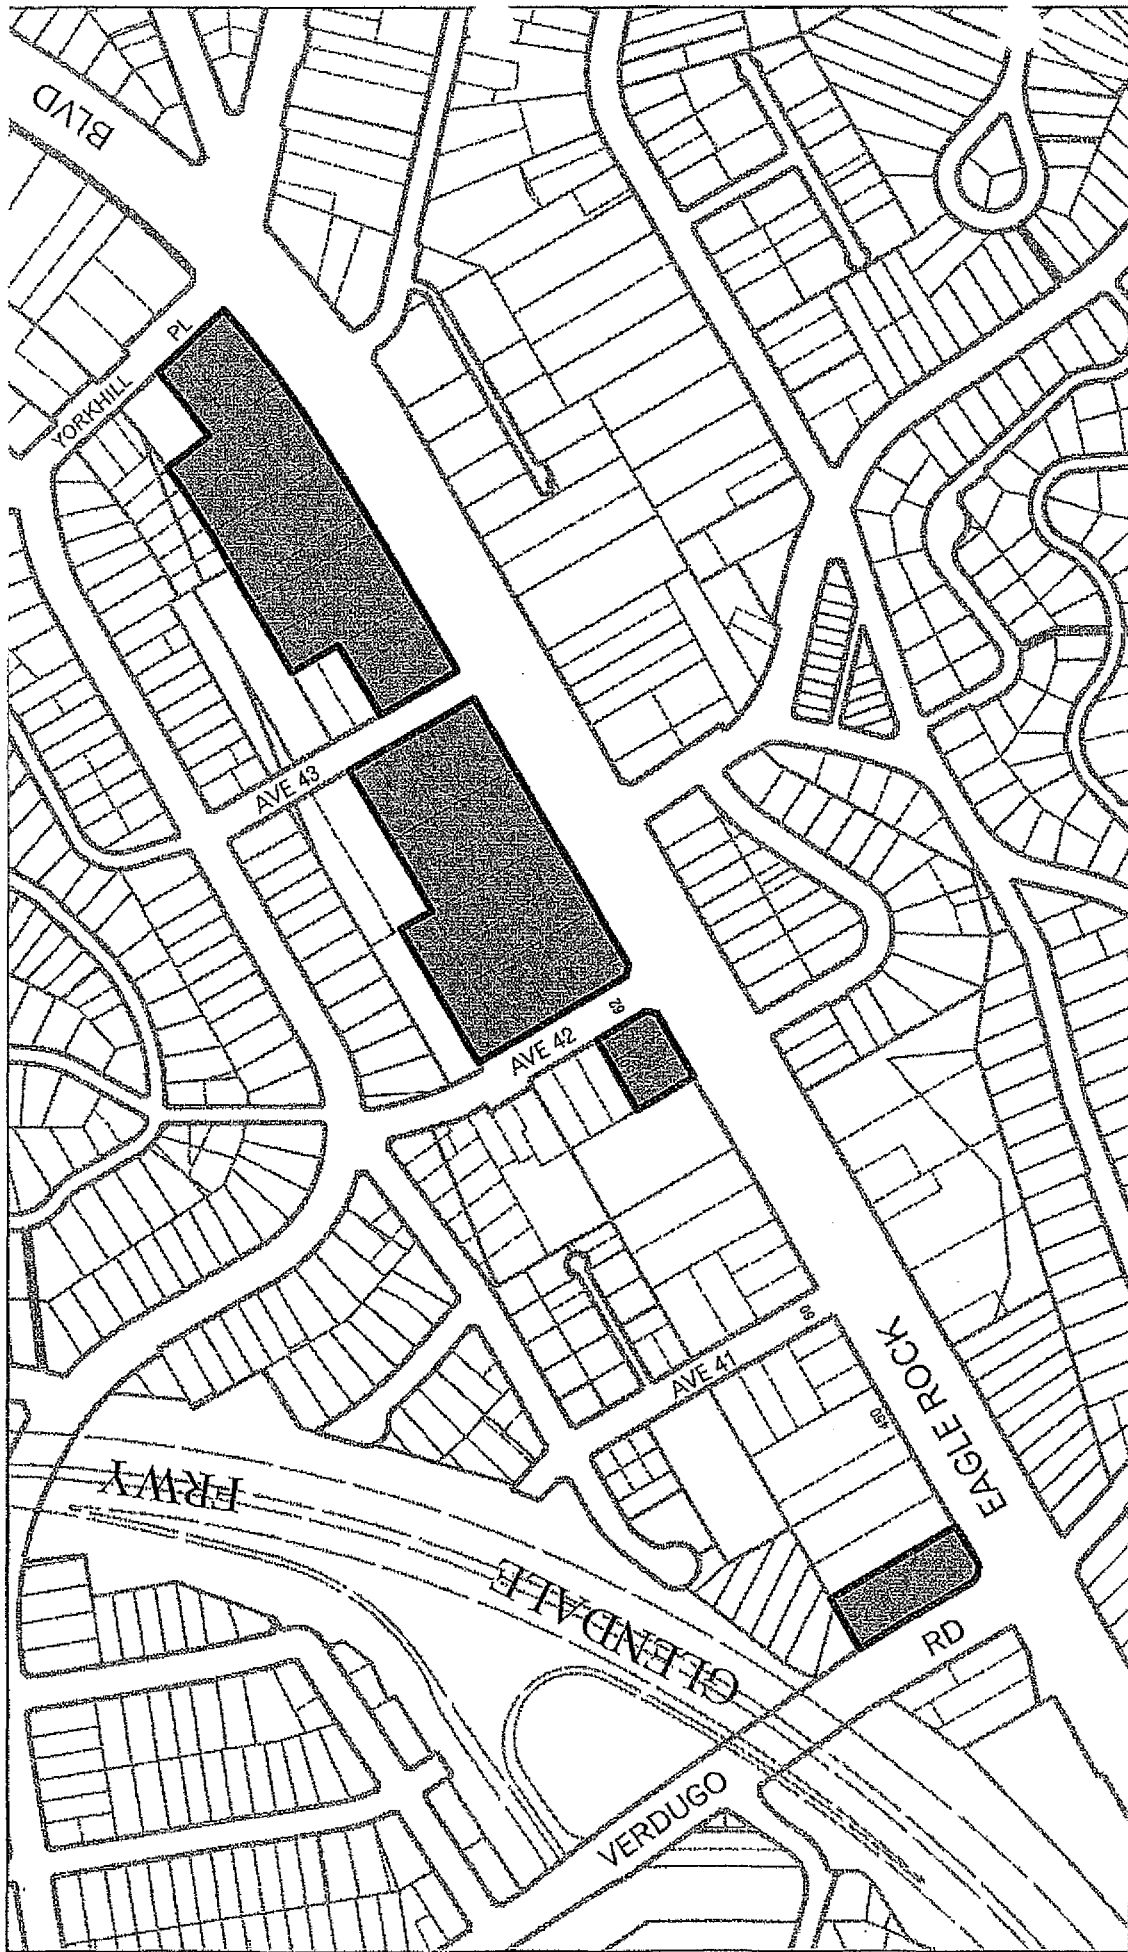 BLVD
YORKHILL PL
AVE 43
AVE 42
62
AVE 41
60
450
EAGLE ROCK
FRWY
GLENDALE
RD
VERDUGO